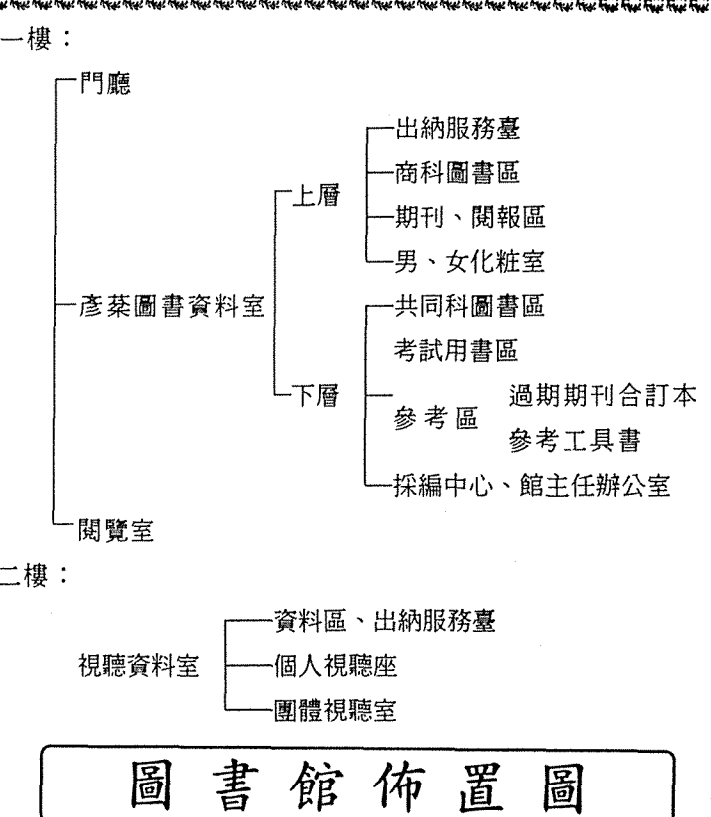 一樓：
門廳
彥棻圖書資料室
上層
出納服務臺
商科圖書區
期刊、閱報區
男、女化粧室
下層
共同科圖書區
考試用書區
參考區
過期期刊合訂本
參考工具書
採編中心、館主任辦公室
閱覽室
二樓：
視聽資料室
資料區、出納服務臺
個人視聽座
團體視聽室
圖書館佈置圖